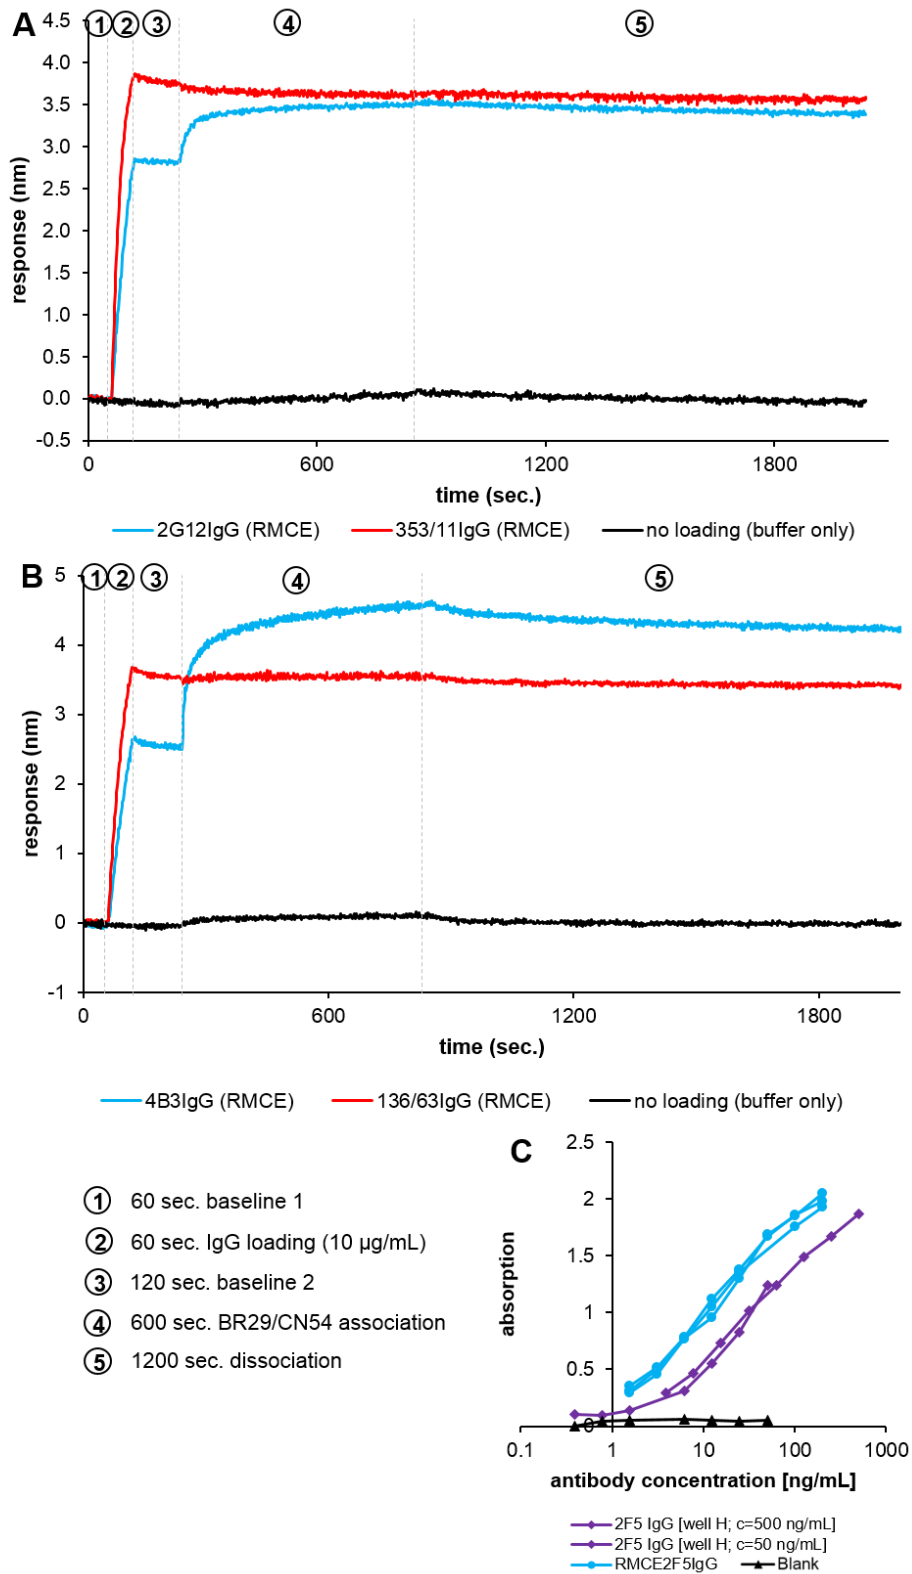 A
① ② ③ ④ ⑤
4.5
4.0
3.5
3.0
2.5
2.0
1.5
1.0
0.5
0.0
-0.5
response (nm)
0 600 1200 1800
time (sec.)
2G12IgG (RMCE) 353/11IgG (RMCE) no loading (buffer only)
B
① ② ③ ④ ⑤
5
4
3
2
1
0
-1
response (nm)
0 600 1200 1800
time (sec.)
4B3IgG (RMCE) 136/63IgG (RMCE) no loading (buffer only)
① 60 sec. baseline 1
② 60 sec. IgG loading (10 µg/mL)
③ 120 sec. baseline 2
④ 600 sec. BR29/CN54 association
⑤ 1200 sec. dissociation
C
2.5
2
1.5
1
0.5
0
absorption
0.1 1 10 100 1000
antibody concentration [ng/mL]
2F5 IgG [well H; c=500 ng/mL]
2F5 IgG [well H; c=50 ng/mL]
RMCE2F5IgG Blank